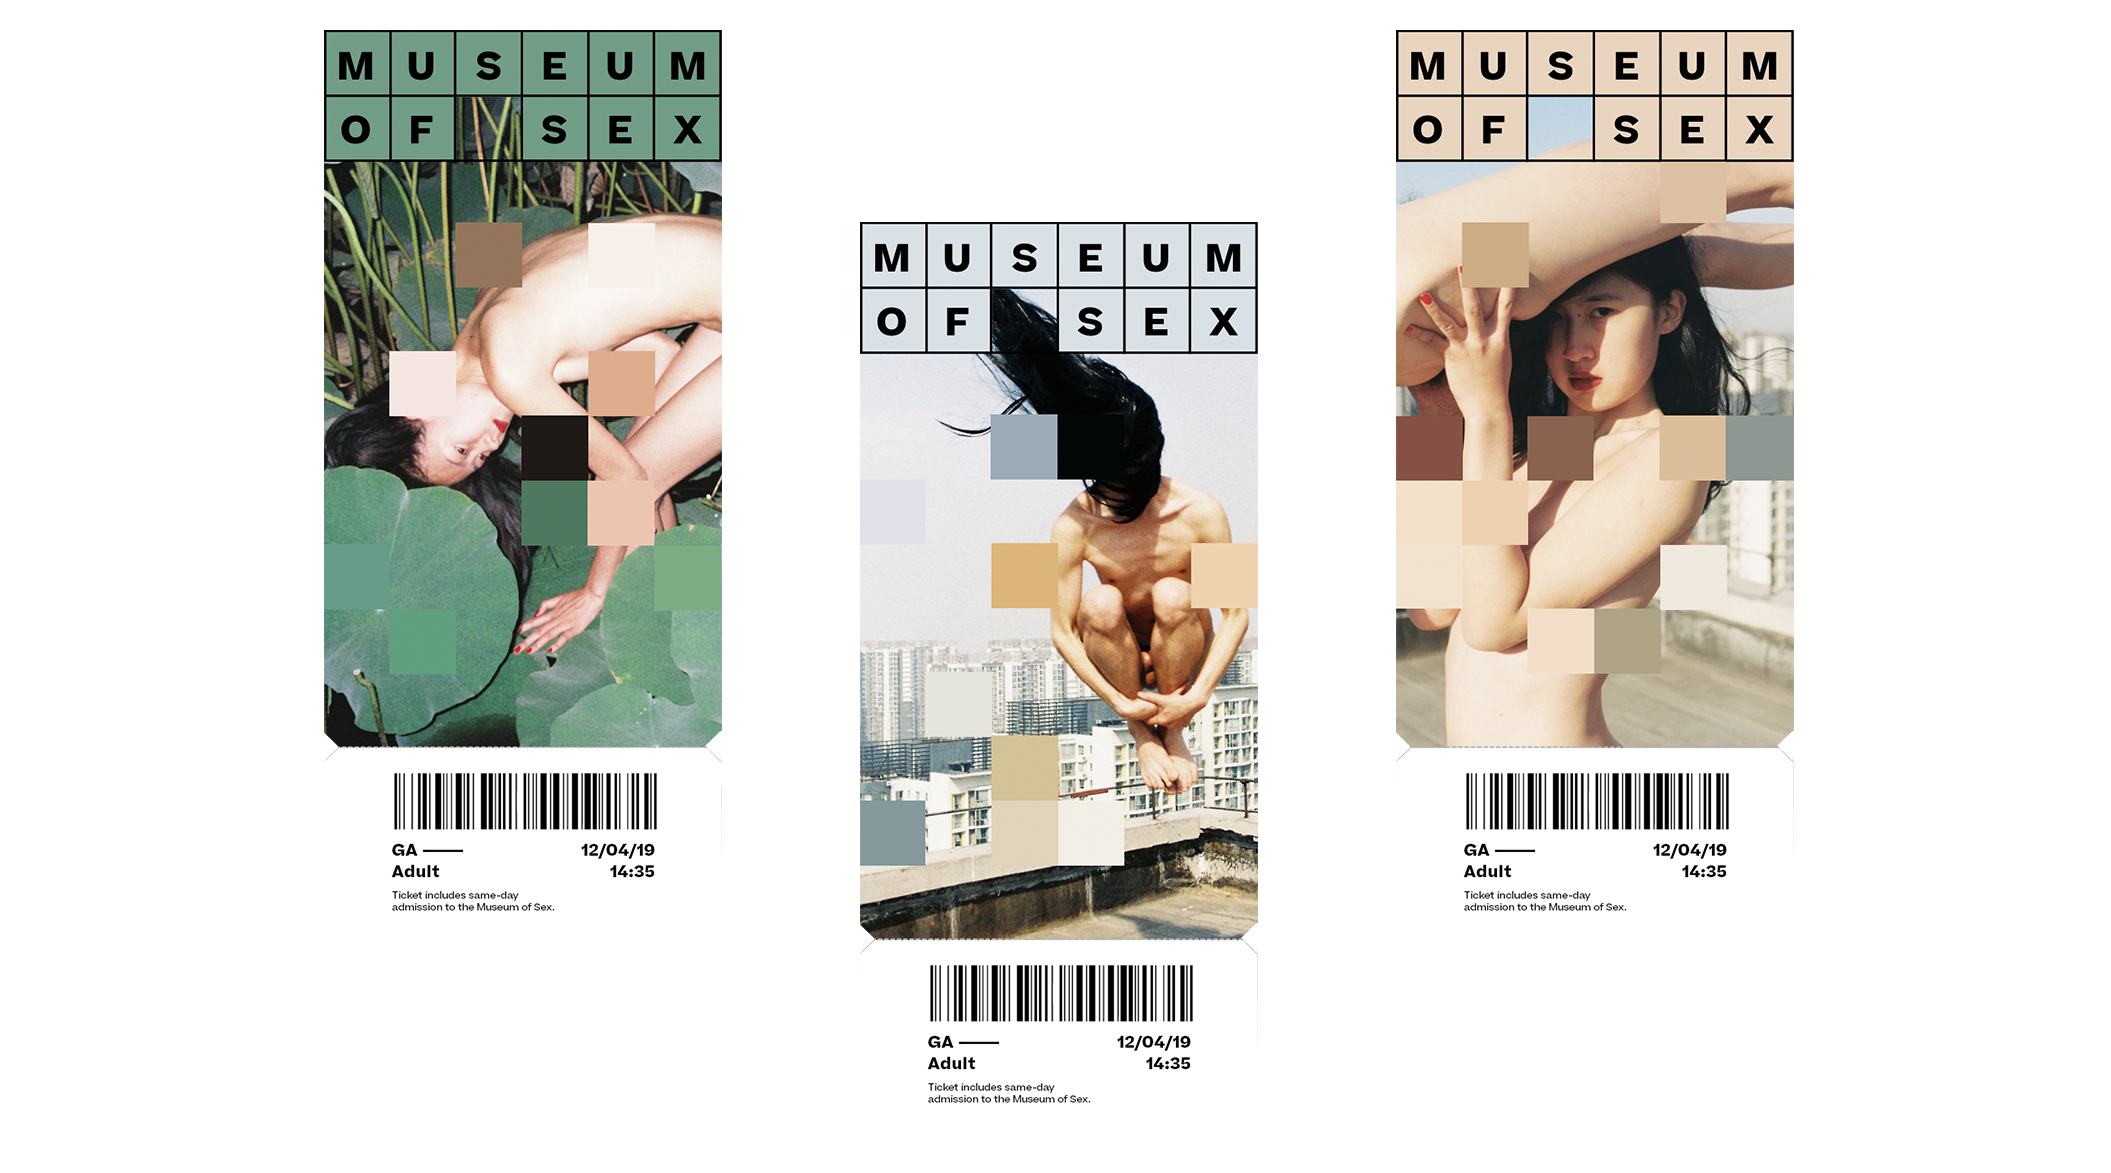 MUSEUM
OF SEX
GA —— 12/04/19
Adult 14:35
Ticket includes same-day
admission to the Museum of Sex.
MUSEUM
OF SEX
GA —— 12/04/19
Adult 14:35
Ticket includes same-day
admission to the Museum of Sex.
MUSEUM
OF SEX
GA —— 12/04/19
Adult 14:35
Ticket includes same-day
admission to the Museum of Sex.